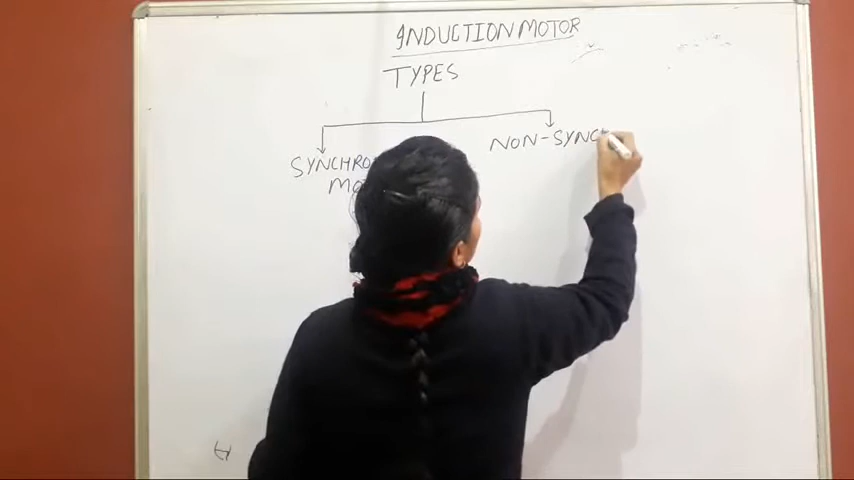 INDUCTION MOTOR
TYPES
NON-SYNC
SYNCHRO
MO